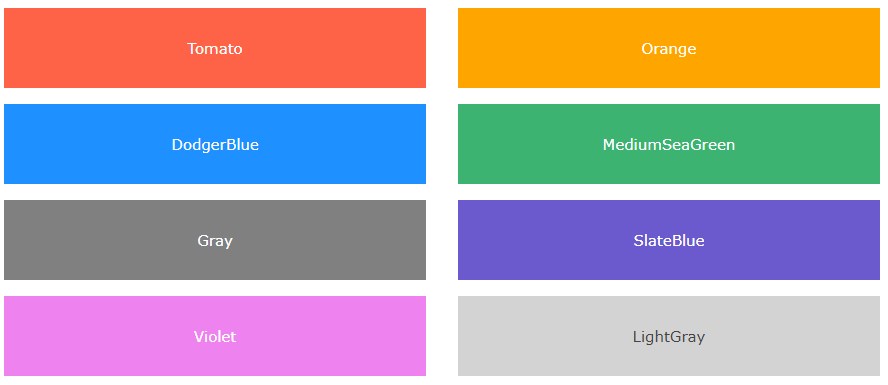 Tomato
Orange
DodgerBlue
MediumSeaGreen
Gray
SlateBlue
Violet
LightGray